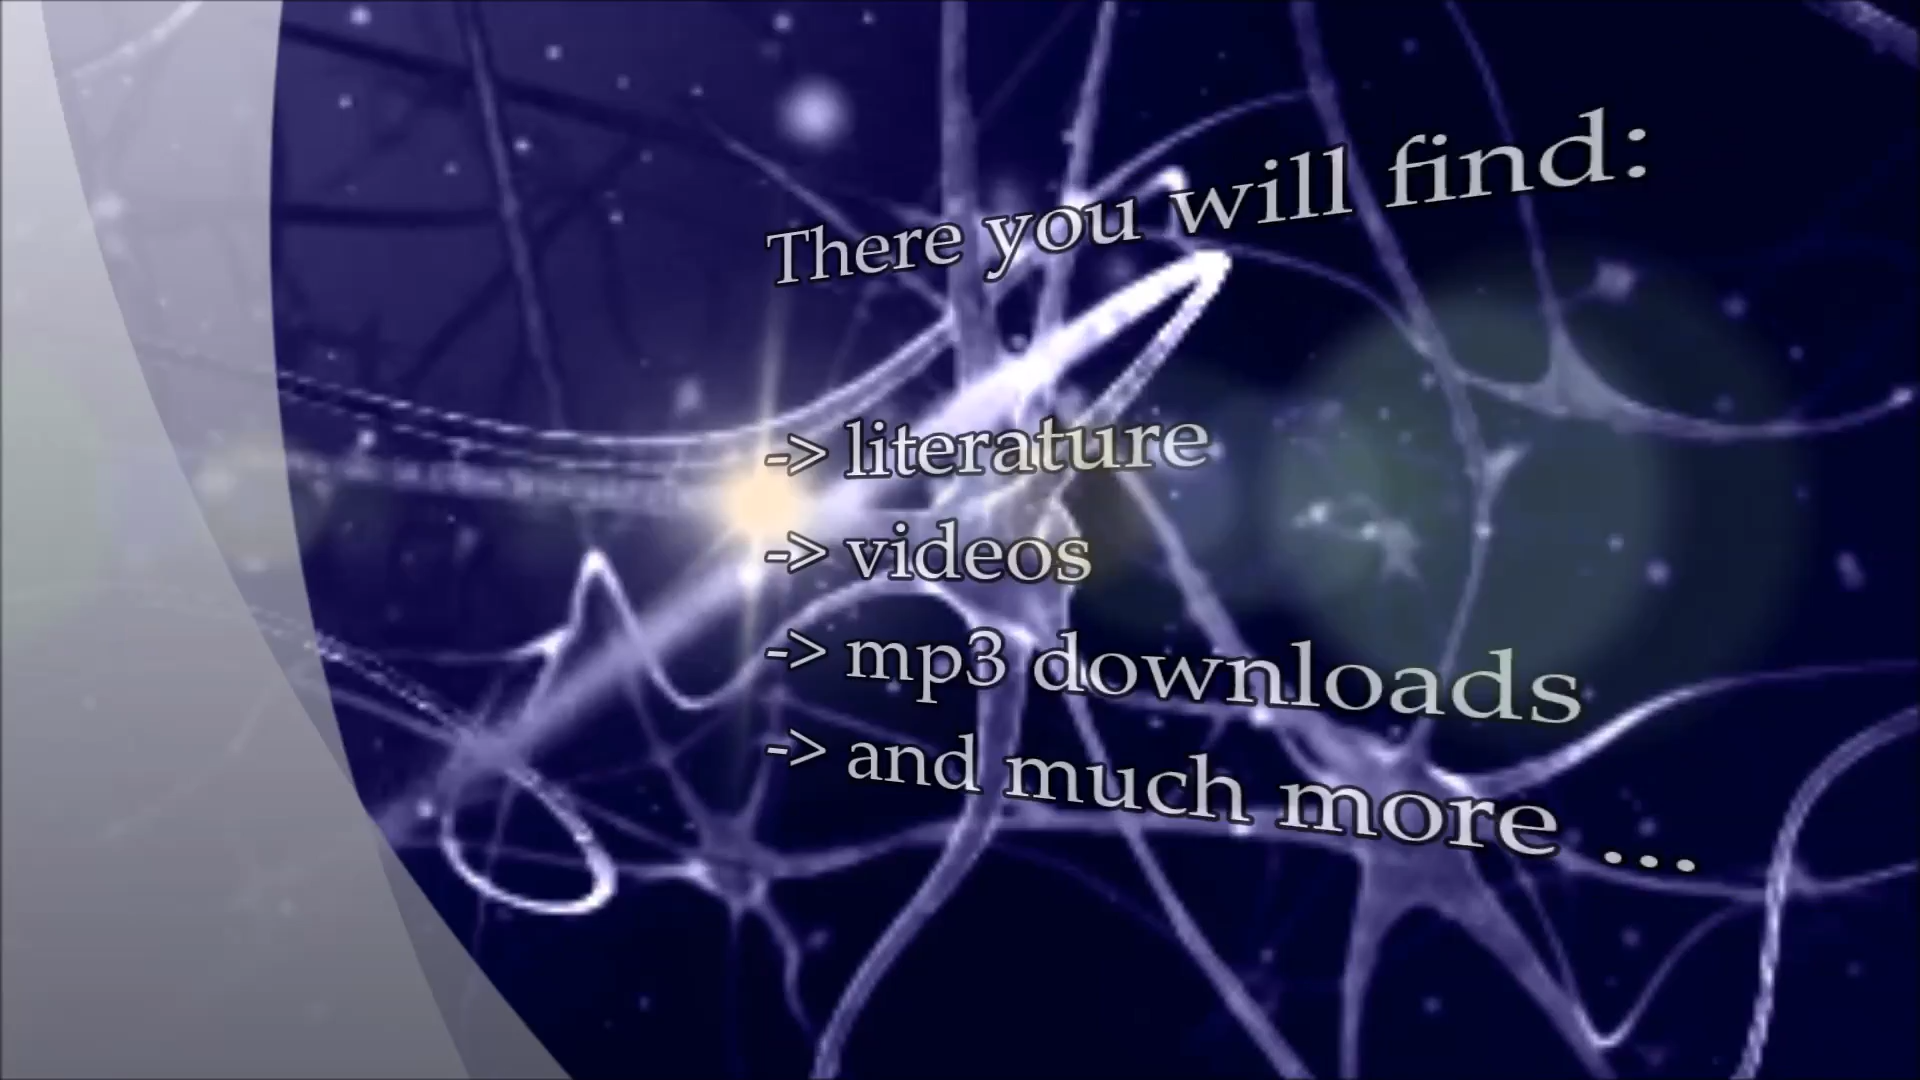 There you will find:
-> literature
-> videos
-> mp3 downloads
-> and much more ...